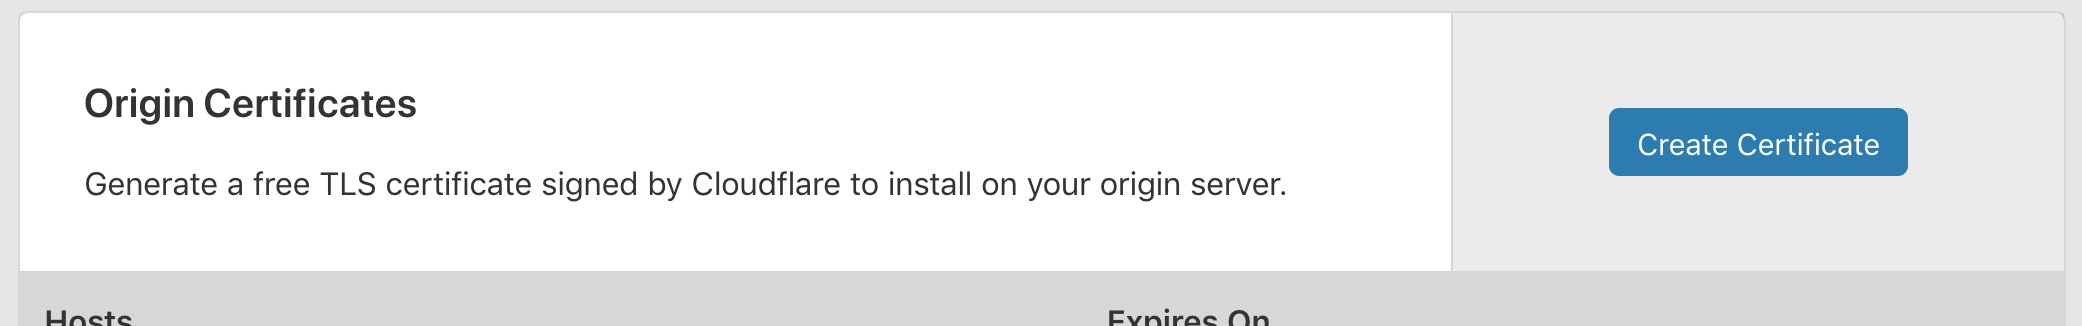 Origin Certificates
Create Certificate
Generate a free TLS certificate signed by Cloudflare to install on your origin server.
Hosts
Expires On